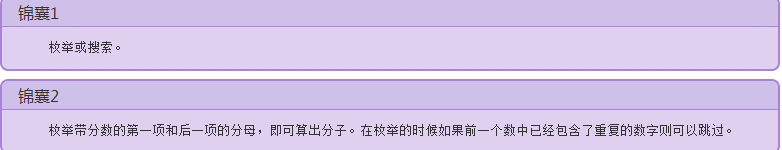 锦囊1
枚举或搜索。
锦囊2
枚举带分数的第一项和后一项的分母，即可算出分子。在枚举的时候如果前一个数中已经包含了重复的数字则可以跳过。